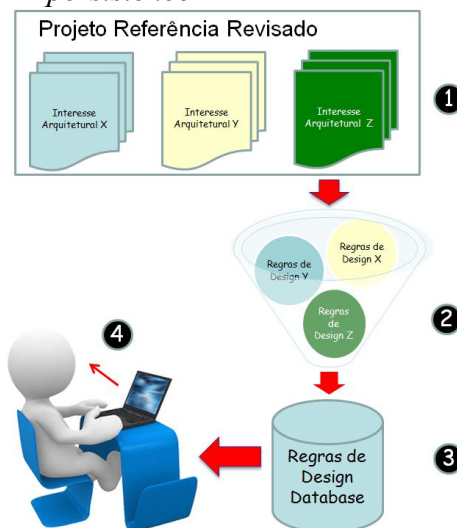 Projeto Referência Revisado
Interesse
Arquitetural X
Interesse
Arquitetural Y
Interesse
Arquitetural Z
1
Regras de
Design Y
Regras de
Design X
Regras
de
Design Z
2
4
Regras de
Design
Database
3